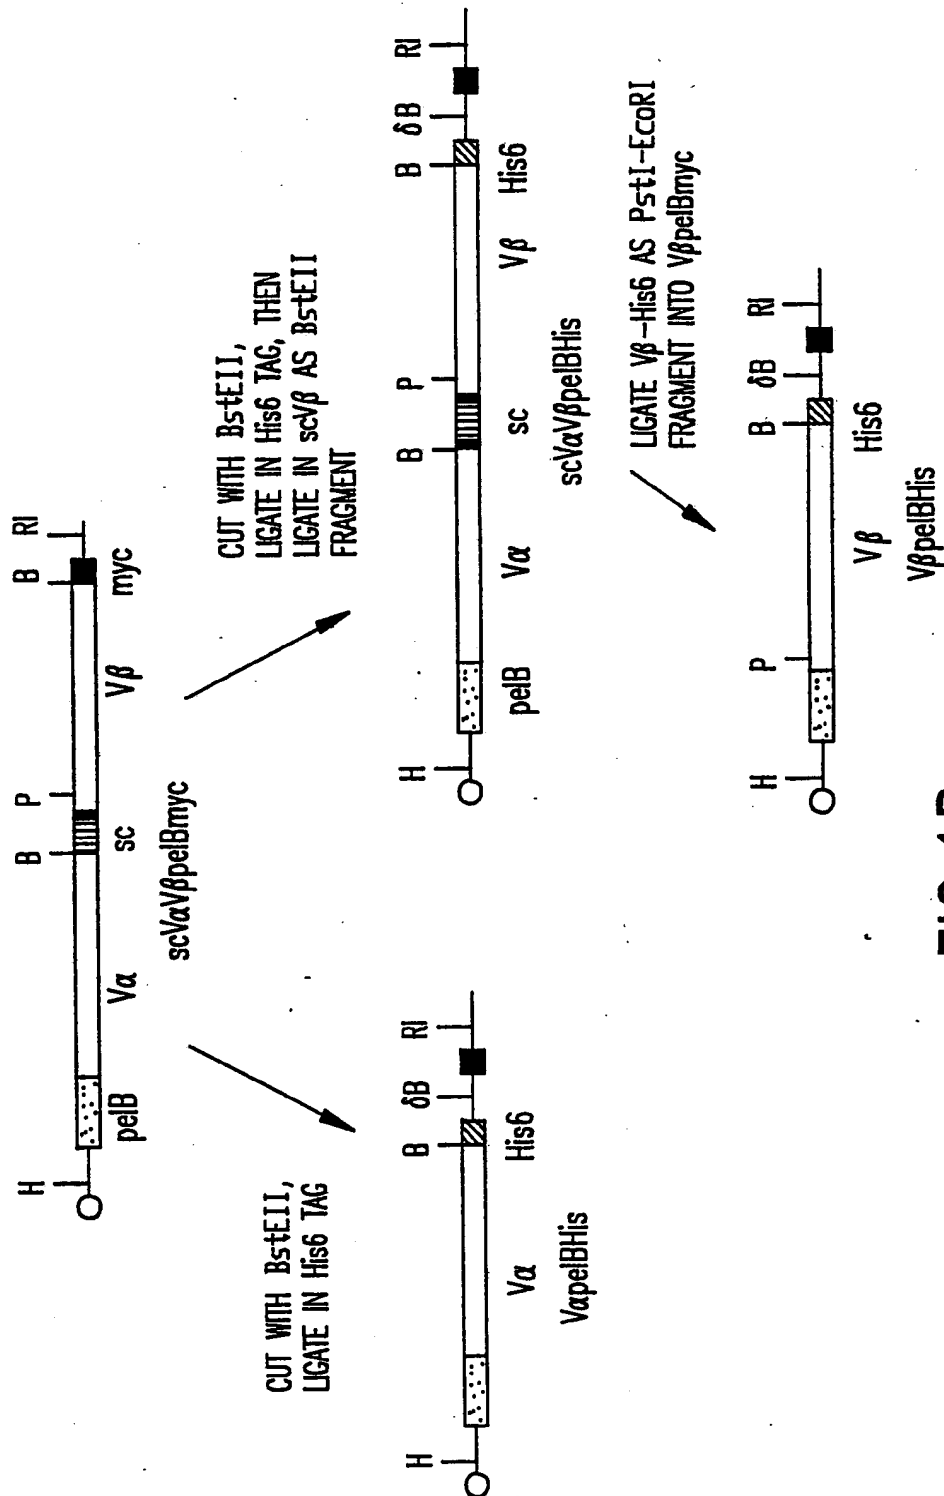 H B P B RI
pelB Vα sc Vβ myc
scVαVβpelBmyc
CUT WITH BstEII,
LIGATE IN His6 TAG
CUT WITH BstEII,
LIGATE IN His6 TAG, THEN
LIGATE IN scVβ AS BstEII
FRAGMENT
H B δB RI
Vα His6
VαpelBHis
H B P B δB RI
pelB Vα sc Vβ His6
scVαVβpelBHis
LIGATE Vβ-His6 AS PstI-EcoRI
FRAGMENT INTO VβpelBmyc
H P B δB RI
Vβ His6
VβpelBHis